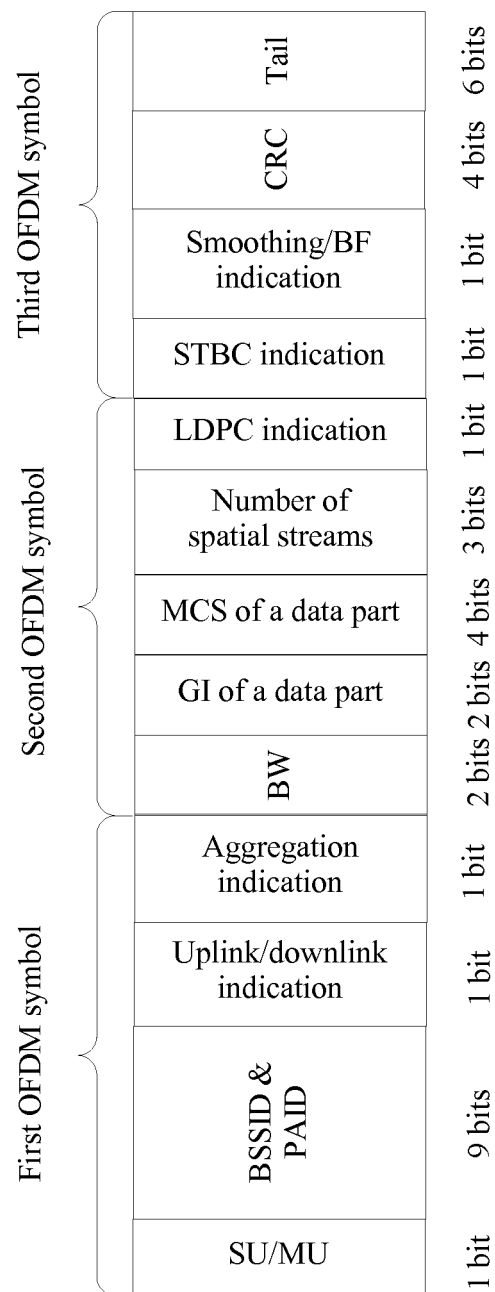 Third OFDM symbol
Tail
6 bits
CRC
4 bits
Smoothing/BF
indication
1 bit
STBC indication
1 bit
Second OFDM symbol
LDPC indication
1 bit
Number of
spatial streams
3 bits
MCS of a data part
4 bits
GI of a data part
2 bits
BW
2 bits
First OFDM symbol
Aggregation
indication
1 bit
Uplink/downlink
indication
1 bit
BSSID &
PAID
9 bits
SU/MU
1 bit